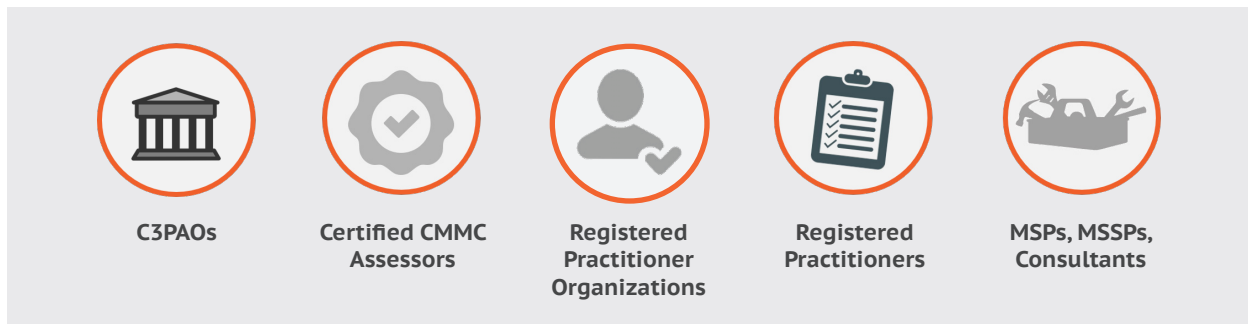 C3PAOs
Certified CMMC
Assessors
Registered
Practitioner
Organizations
Registered
Practitioners
MSPs, MSSPs,
Consultants